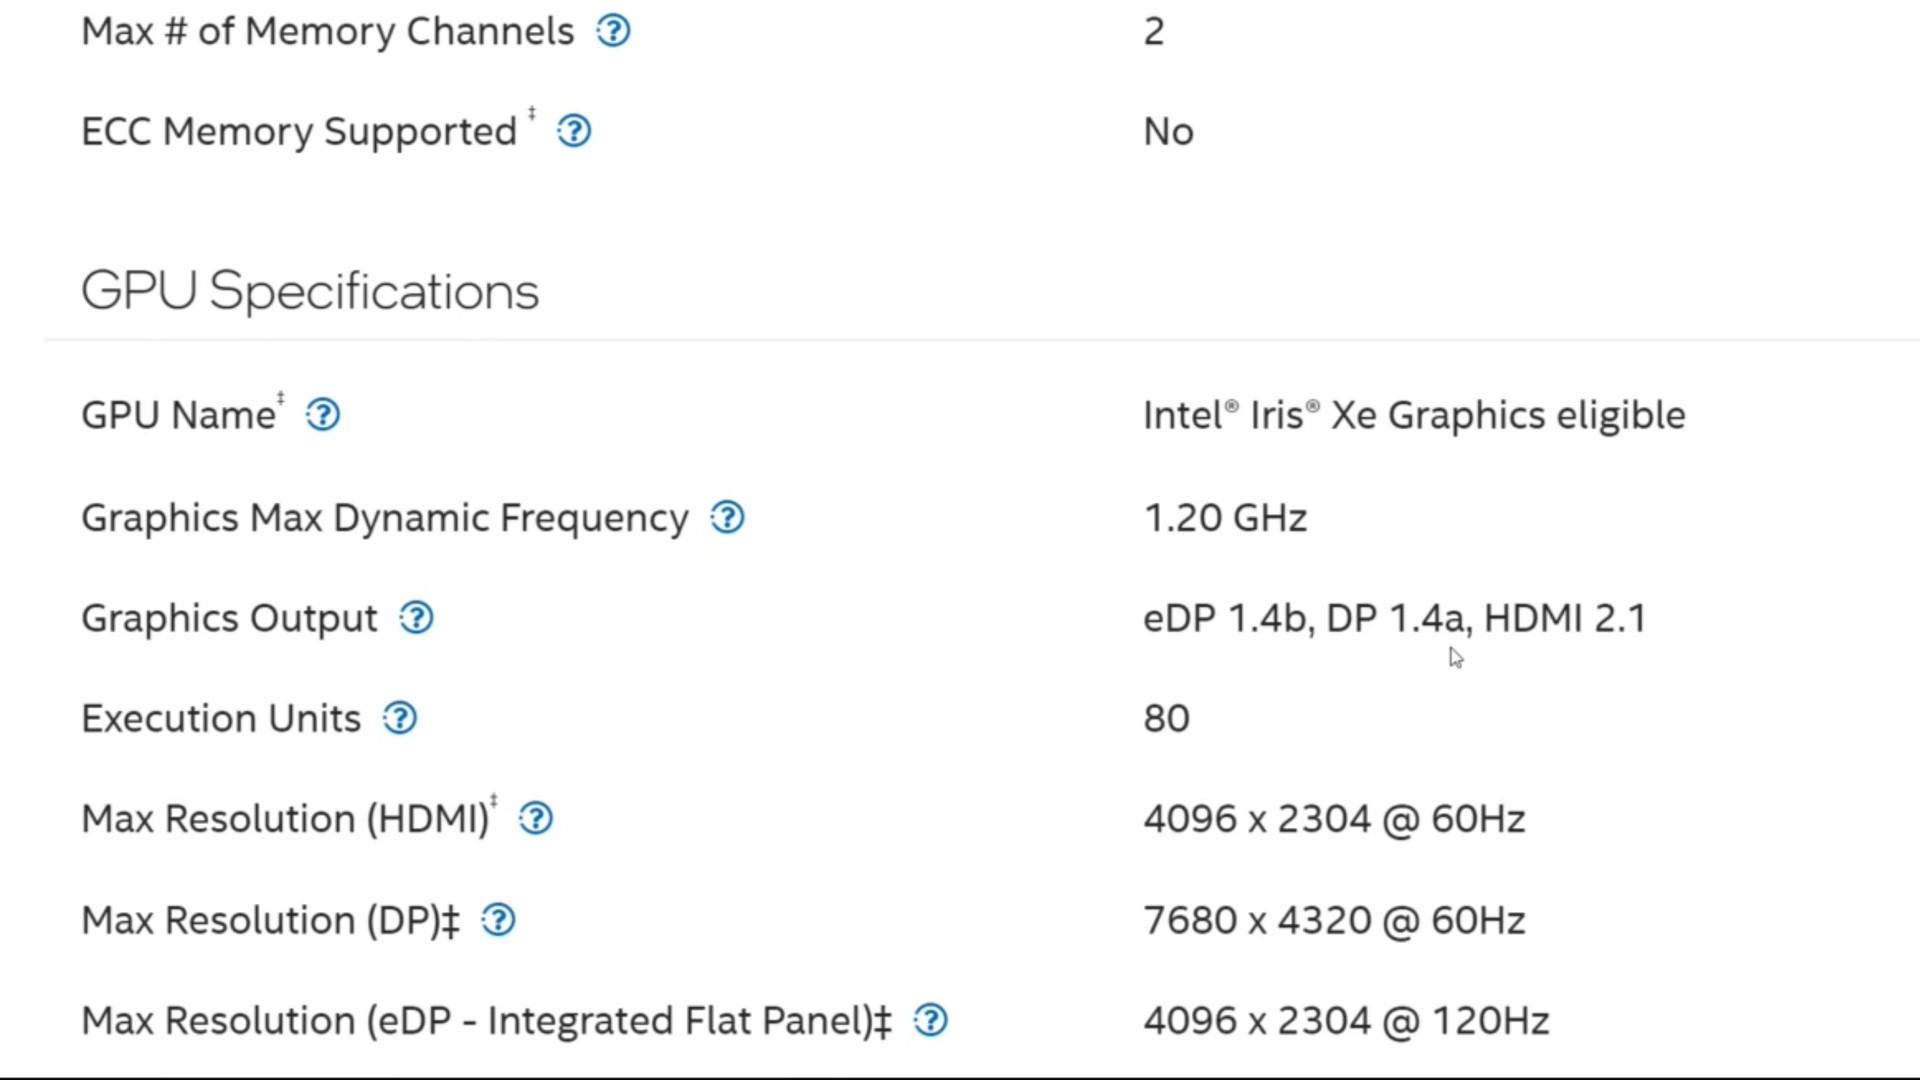 Max # of Memory Channels 2
ECC Memory Supported ‡ No
GPU Specifications
GPU Name‡ Intel® Iris® Xe Graphics eligible
Graphics Max Dynamic Frequency 1.20 GHz
Graphics Output eDP 1.4b, DP 1.4a, HDMI 2.1
Execution Units 80
Max Resolution (HDMI)‡ 4096 x 2304 @ 60Hz
Max Resolution (DP)‡ 7680 x 4320 @ 60Hz
Max Resolution (eDP - Integrated Flat Panel)‡ 4096 x 2304 @ 120Hz